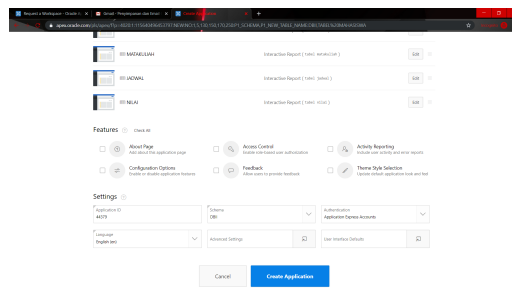 Request a Workspace - Oracle A
Gmail - Penyimpanan dan Email
Create Application
apex.oracle.com
MATAKULIAH
Interactive Report
Edit
JADWAL
Interactive Report
Edit
NILAI
Interactive Report
Edit
Features
Check All
About Page
Add about this application page
Access Control
Enable role-based user authorization
Activity Reporting
Include user activity and error reports
Configuration Options
Enable or disable application features
Feedback
Allow users to provide feedback
Theme Style Selection
Update default application look and feel
Settings
Application ID
44379
Schema
Authentication
Application Express Accounts
Language
English (en)
Advanced Settings
User Interface Defaults
Cancel
Create Application